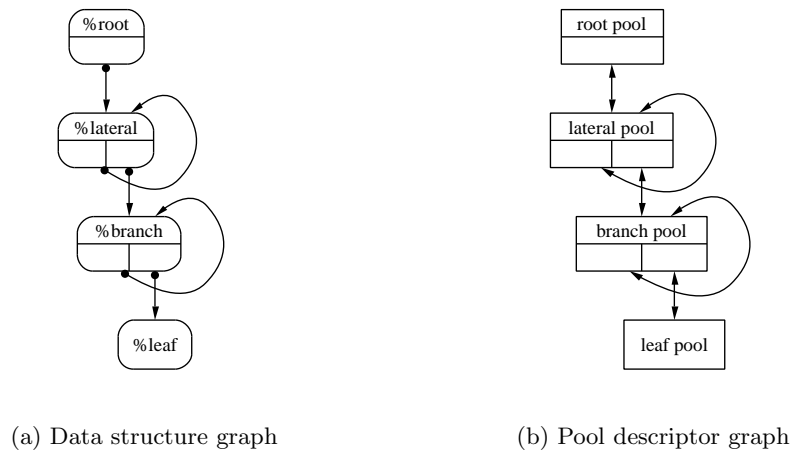 %root
%lateral
%branch
%leaf
(a) Data structure graph
root pool
lateral pool
branch pool
leaf pool
(b) Pool descriptor graph